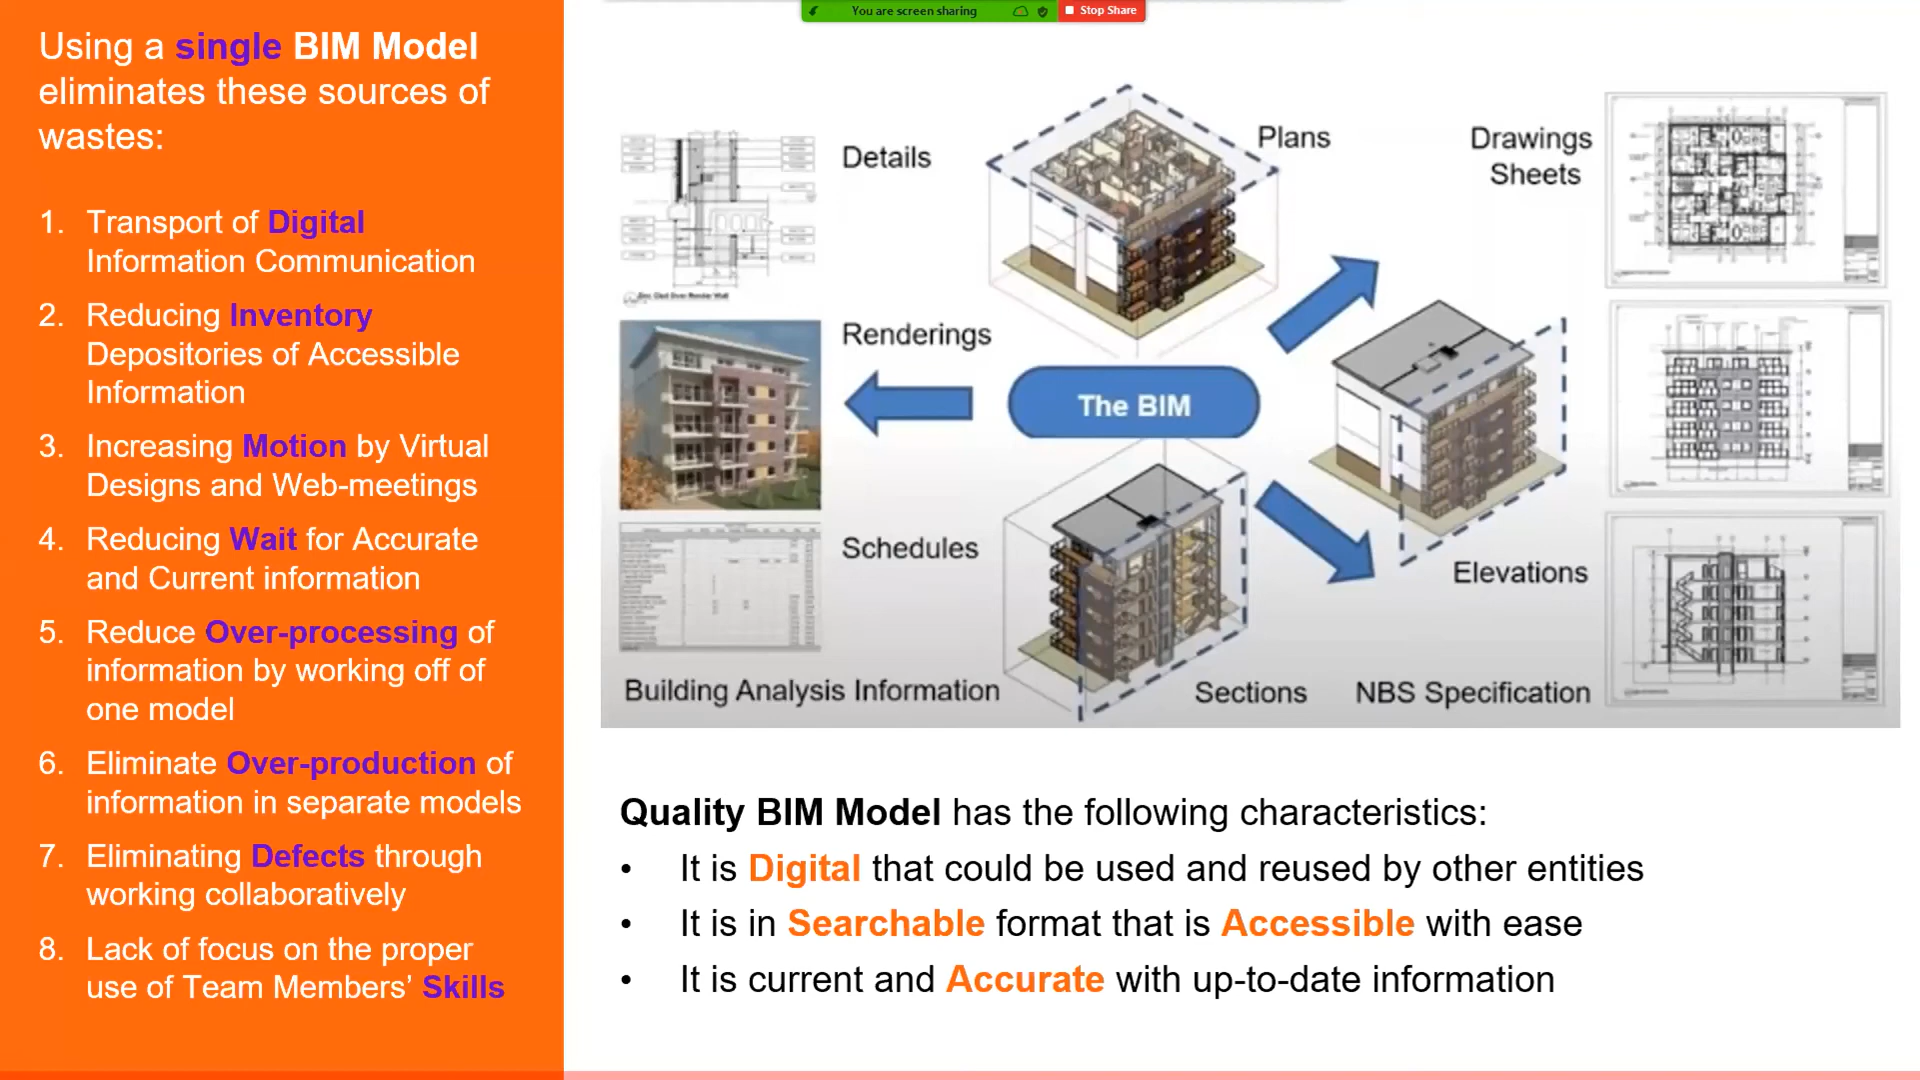 You are screen sharing
Stop Share
Using a single BIM Model
eliminates these sources of
wastes:
1. Transport of Digital
Information Communication
2. Reducing Inventory
Depositories of Accessible
Information
3. Increasing Motion by Virtual
Designs and Web-meetings
4. Reducing Wait for Accurate
and Current information
5. Reduce Over-processing of
information by working off of
one model
6. Eliminate Over-production of
information in separate models
7. Eliminating Defects through
working collaboratively
8. Lack of focus on the proper
use of Team Members’ Skills
Details
Plans
Drawings
Sheets
Renderings
The BIM
Schedules
Elevations
Building Analysis Information
Sections
NBS Specification
Quality BIM Model has the following characteristics:
• It is Digital that could be used and reused by other entities
• It is in Searchable format that is Accessible with ease
• It is current and Accurate with up-to-date information